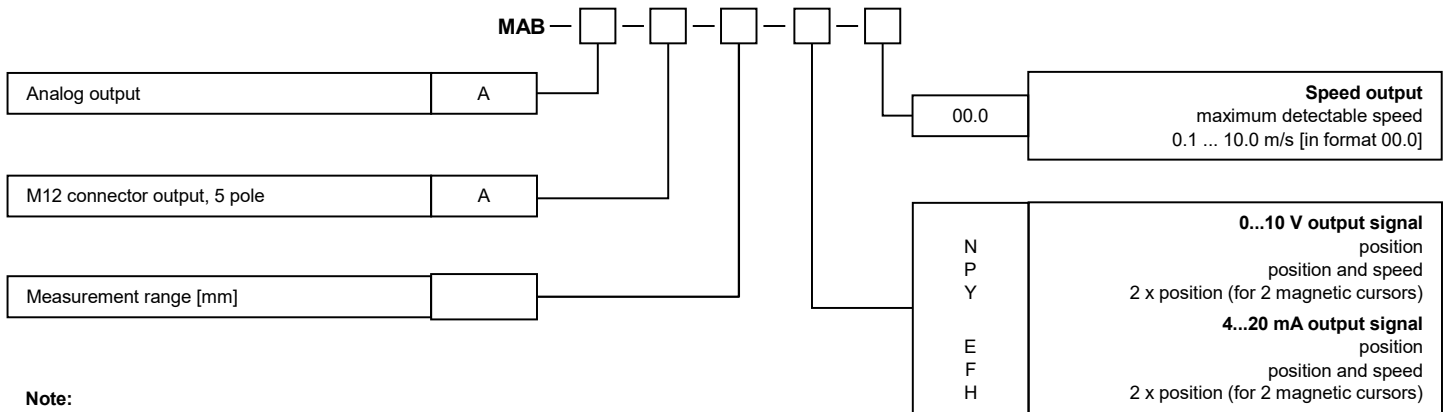 MAB
Analog output A
M12 connector output, 5 pole A
Measurement range [mm]
00.0
Speed output
maximum detectable speed
0.1 ... 10.0 m/s [in format 00.0]
0...10 V output signal
N position
P position and speed
Y 2 x position (for 2 magnetic cursors)
4...20 mA output signal
E position
F position and speed
H 2 x position (for 2 magnetic cursors)
Note: